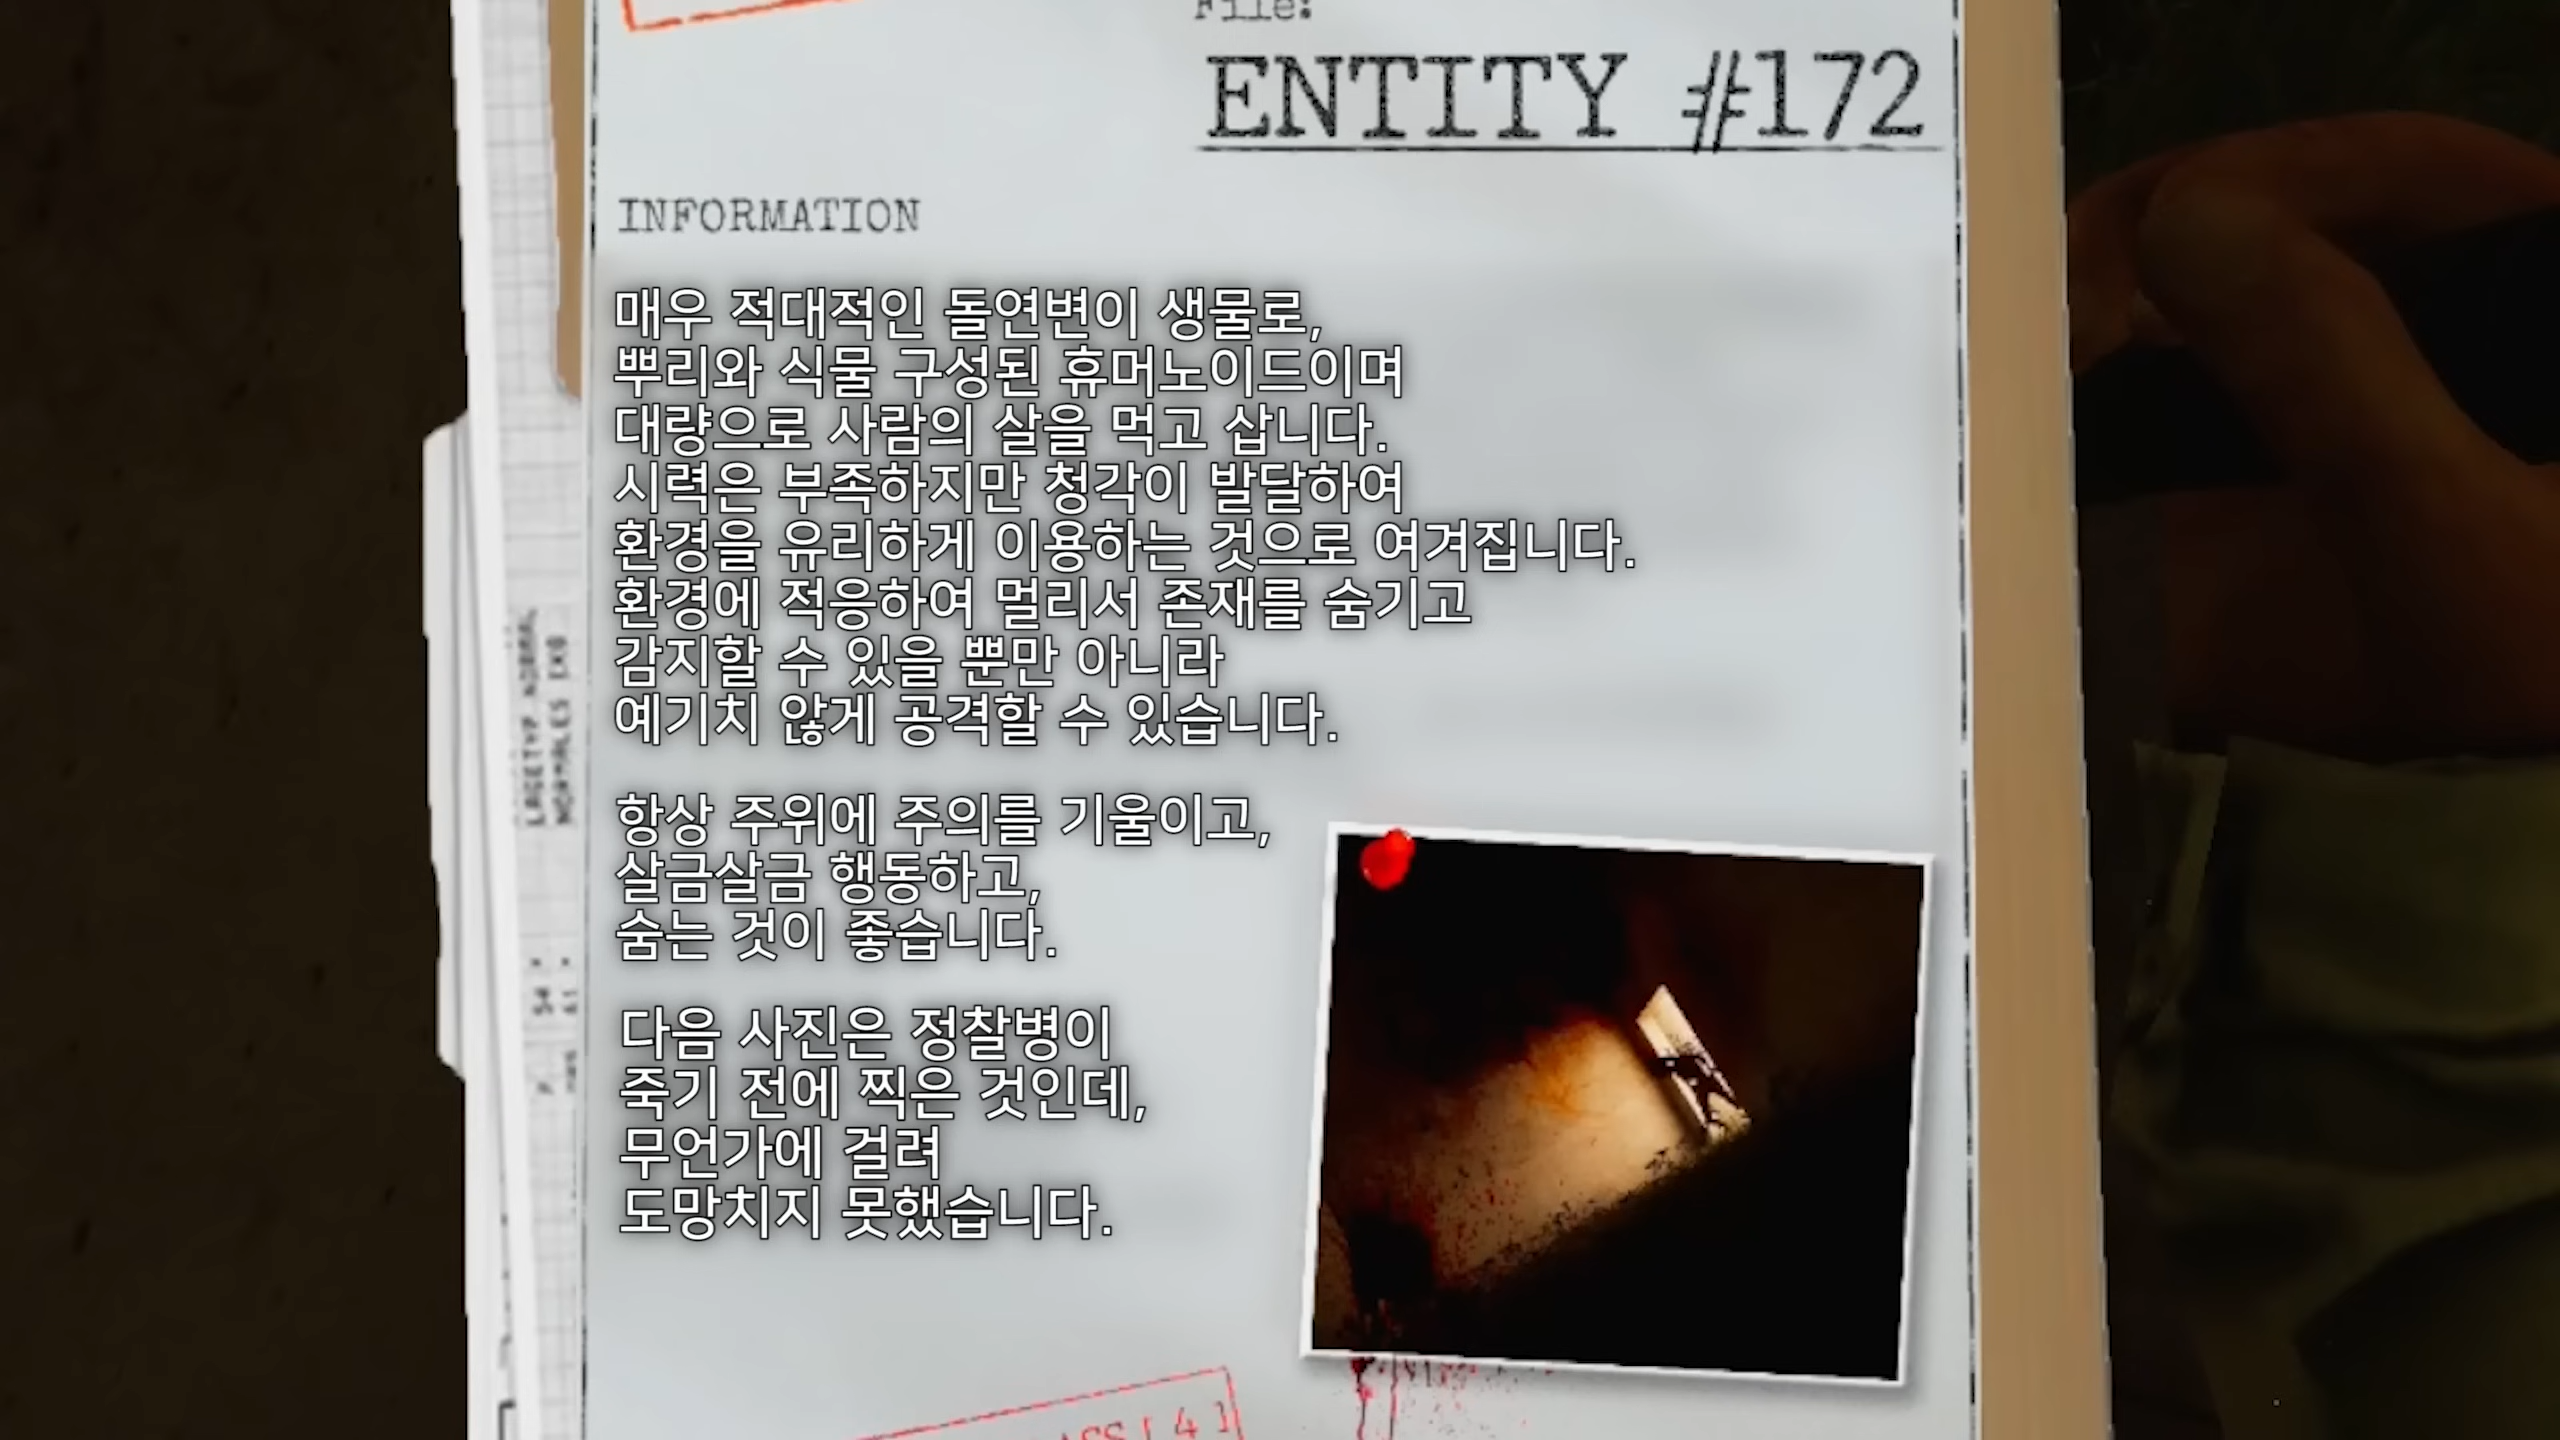 File:
ENTITY #172
INFORMATION
매우 적대적인 돌연변이 생물로,
뿌리와 식물 구성된 휴머노이드이며
대량으로 사람의 살을 먹고 삽니다.
시력은 부족하지만 청각이 발달하여
환경을 유리하게 이용하는 것으로 여겨집니다.
환경에 적응하여 멀리서 존재를 숨기고
감지할 수 있을 뿐만 아니라
예기치 않게 공격할 수 있습니다.
항상 주위에 주의를 기울이고,
살금살금 행동하고,
숨는 것이 좋습니다.
다음 사진은 정찰병이
죽기 전에 찍은 것인데,
무언가에 걸려
도망치지 못했습니다.
LAGETYP NORMAL
NORMALES EKG
[ 4 ]